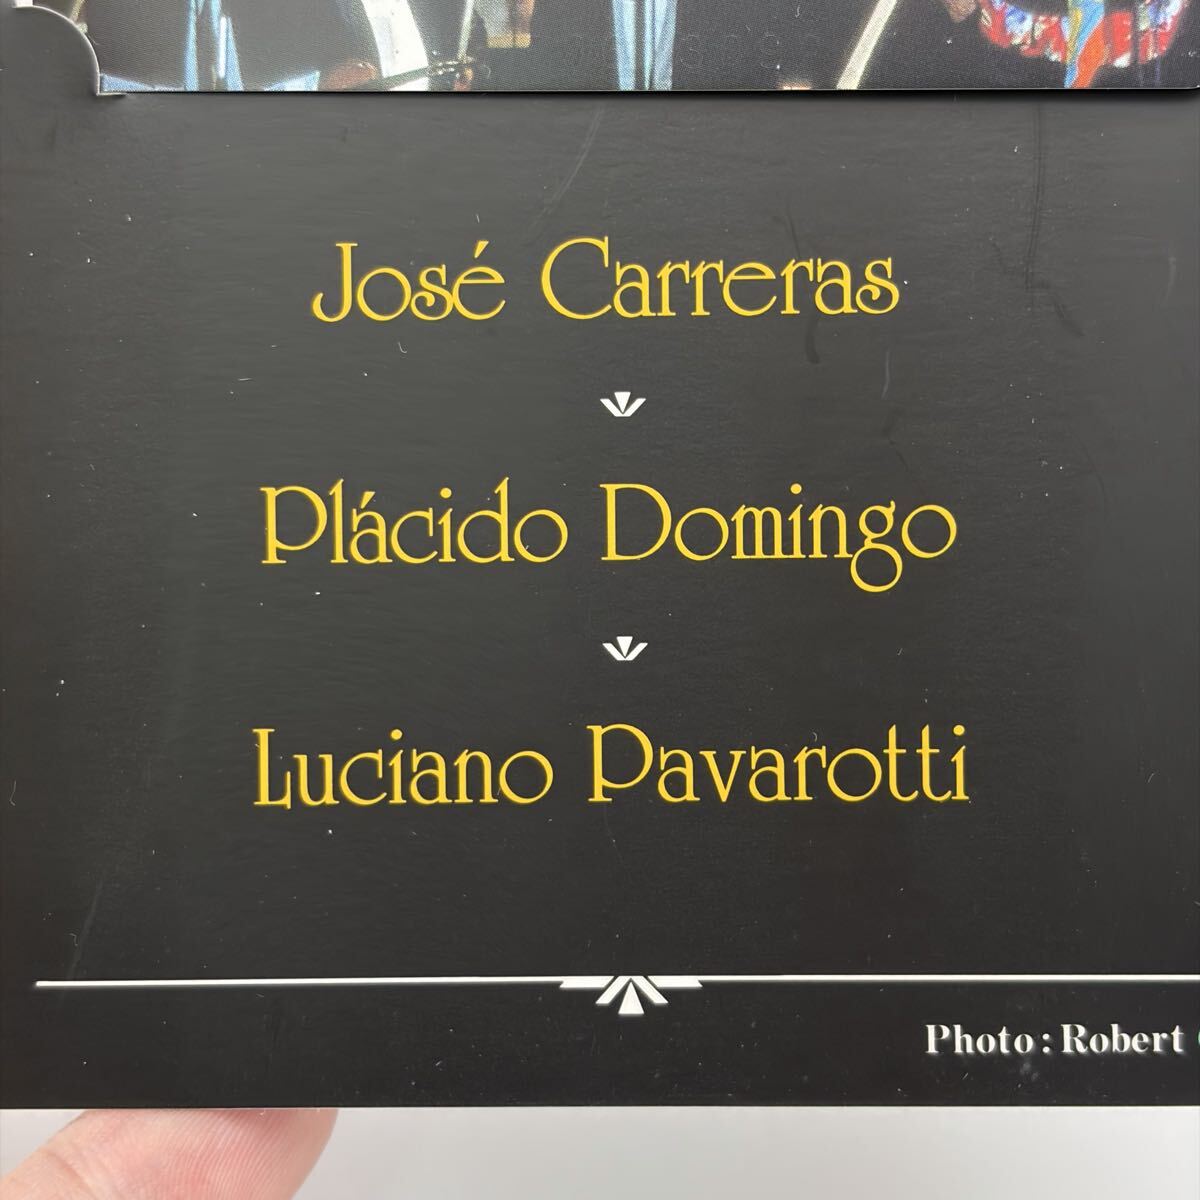 José Carreras
Plácido Domingo
Luciano Pavarotti
Photo: Robert